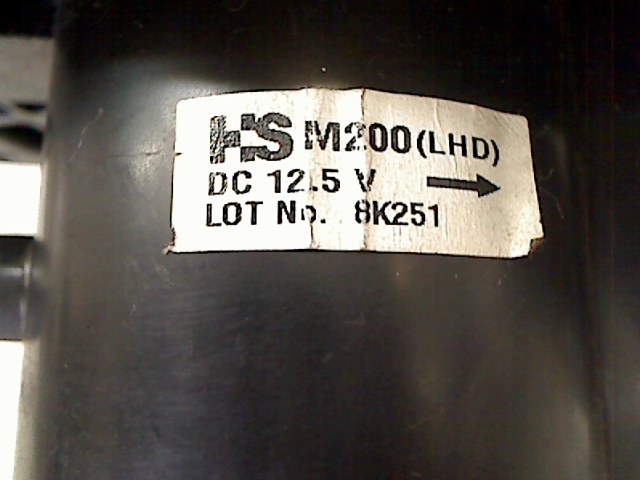 HS M200 (LHD)
DC 12.5 V →
LOT No. 8K251